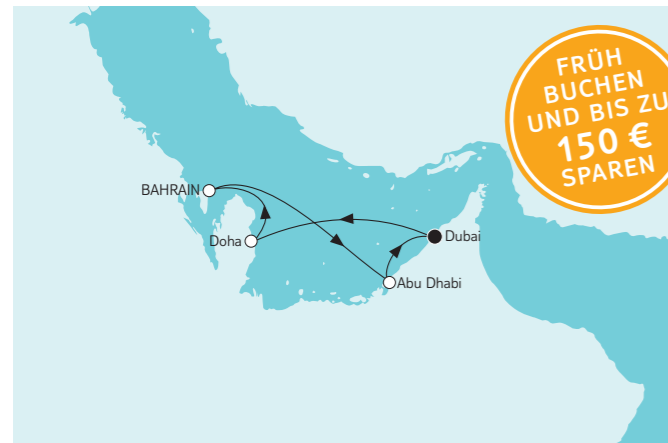 FRÜH
BUCHEN
UND BIS ZU
150 €
SPAREN
BAHRAIN
Doha
Dubai
Abu Dhabi